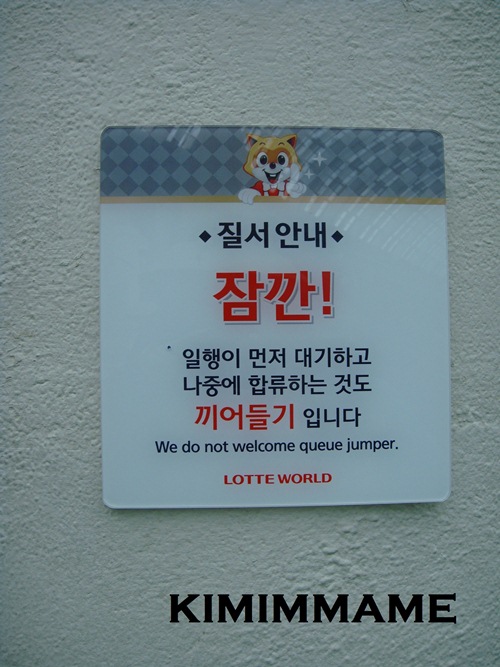 ◆질서 안내◆
잠깐!
일행이 먼저 대기하고
나중에 합류하는 것도
끼어들기 입니다
We do not welcome queue jumper.
LOTTE WORLD
KIMIMMAME